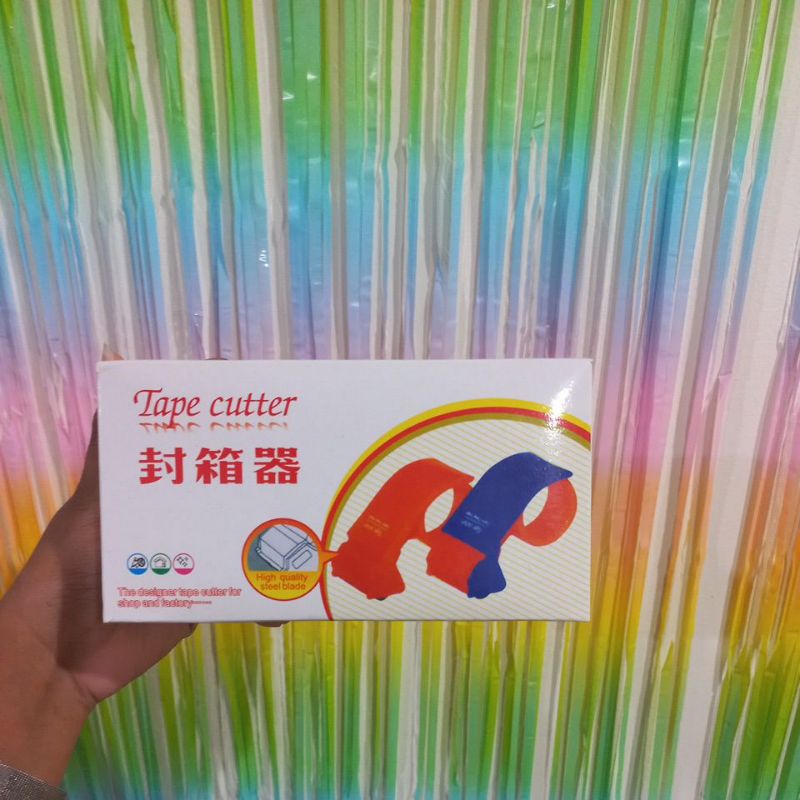 Tape cutter
封箱器
High quality
steel blade
The designer tape cutter for
shop and factory